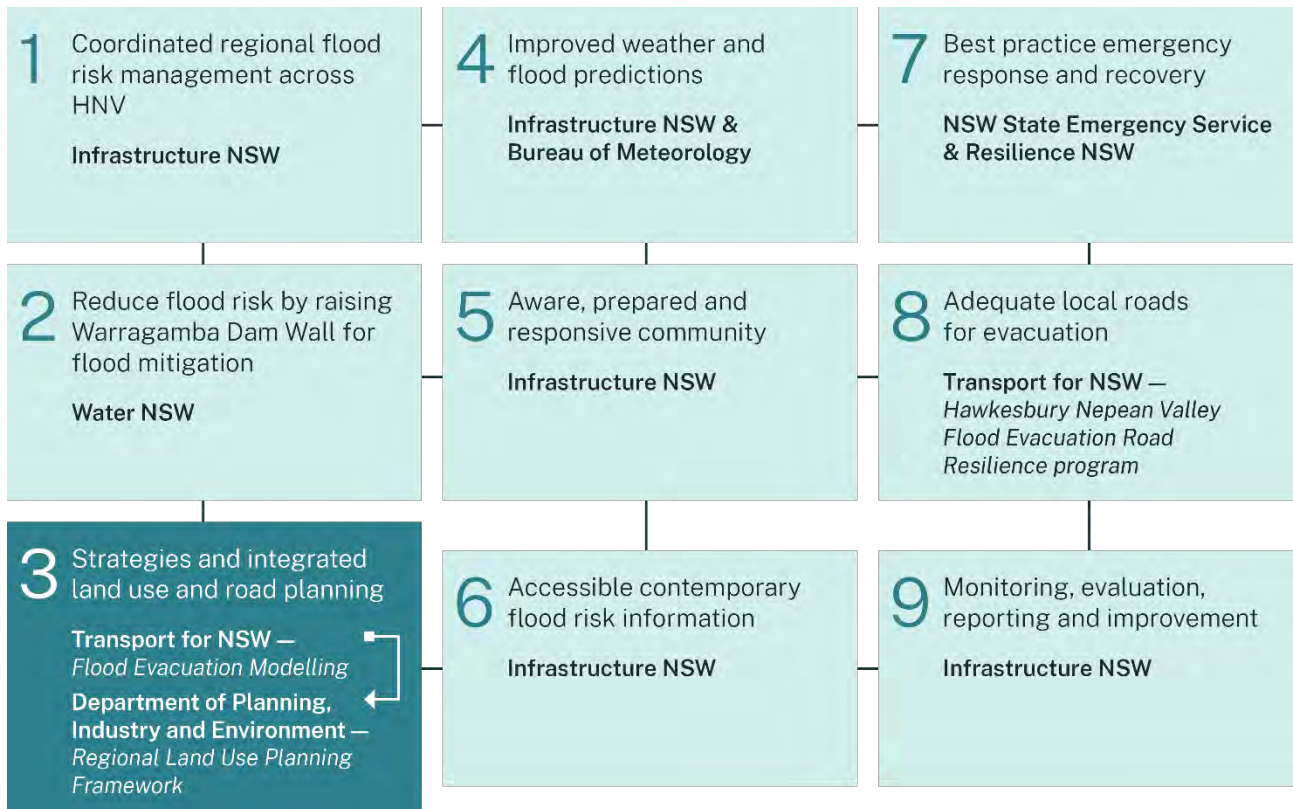 1
Coordinated regional flood
risk management across
HNV
Infrastructure NSW
2
Reduce flood risk by raising
Warragamba Dam Wall for
flood mitigation
Water NSW
3
Strategies and integrated
land use and road planning
Transport for NSW —
Flood Evacuation Modelling
Department of Planning,
Industry and Environment —
Regional Land Use Planning
Framework
4
Improved weather and
flood predictions
Infrastructure NSW &
Bureau of Meteorology
5
Aware, prepared and
responsive community
Infrastructure NSW
6
Accessible contemporary
flood risk information
Infrastructure NSW
7
Best practice emergency
response and recovery
NSW State Emergency Service
& Resilience NSW
8
Adequate local roads
for evacuation
Transport for NSW —
Hawkesbury Nepean Valley
Flood Evacuation Road
Resilience program
9
Monitoring, evaluation,
reporting and improvement
Infrastructure NSW